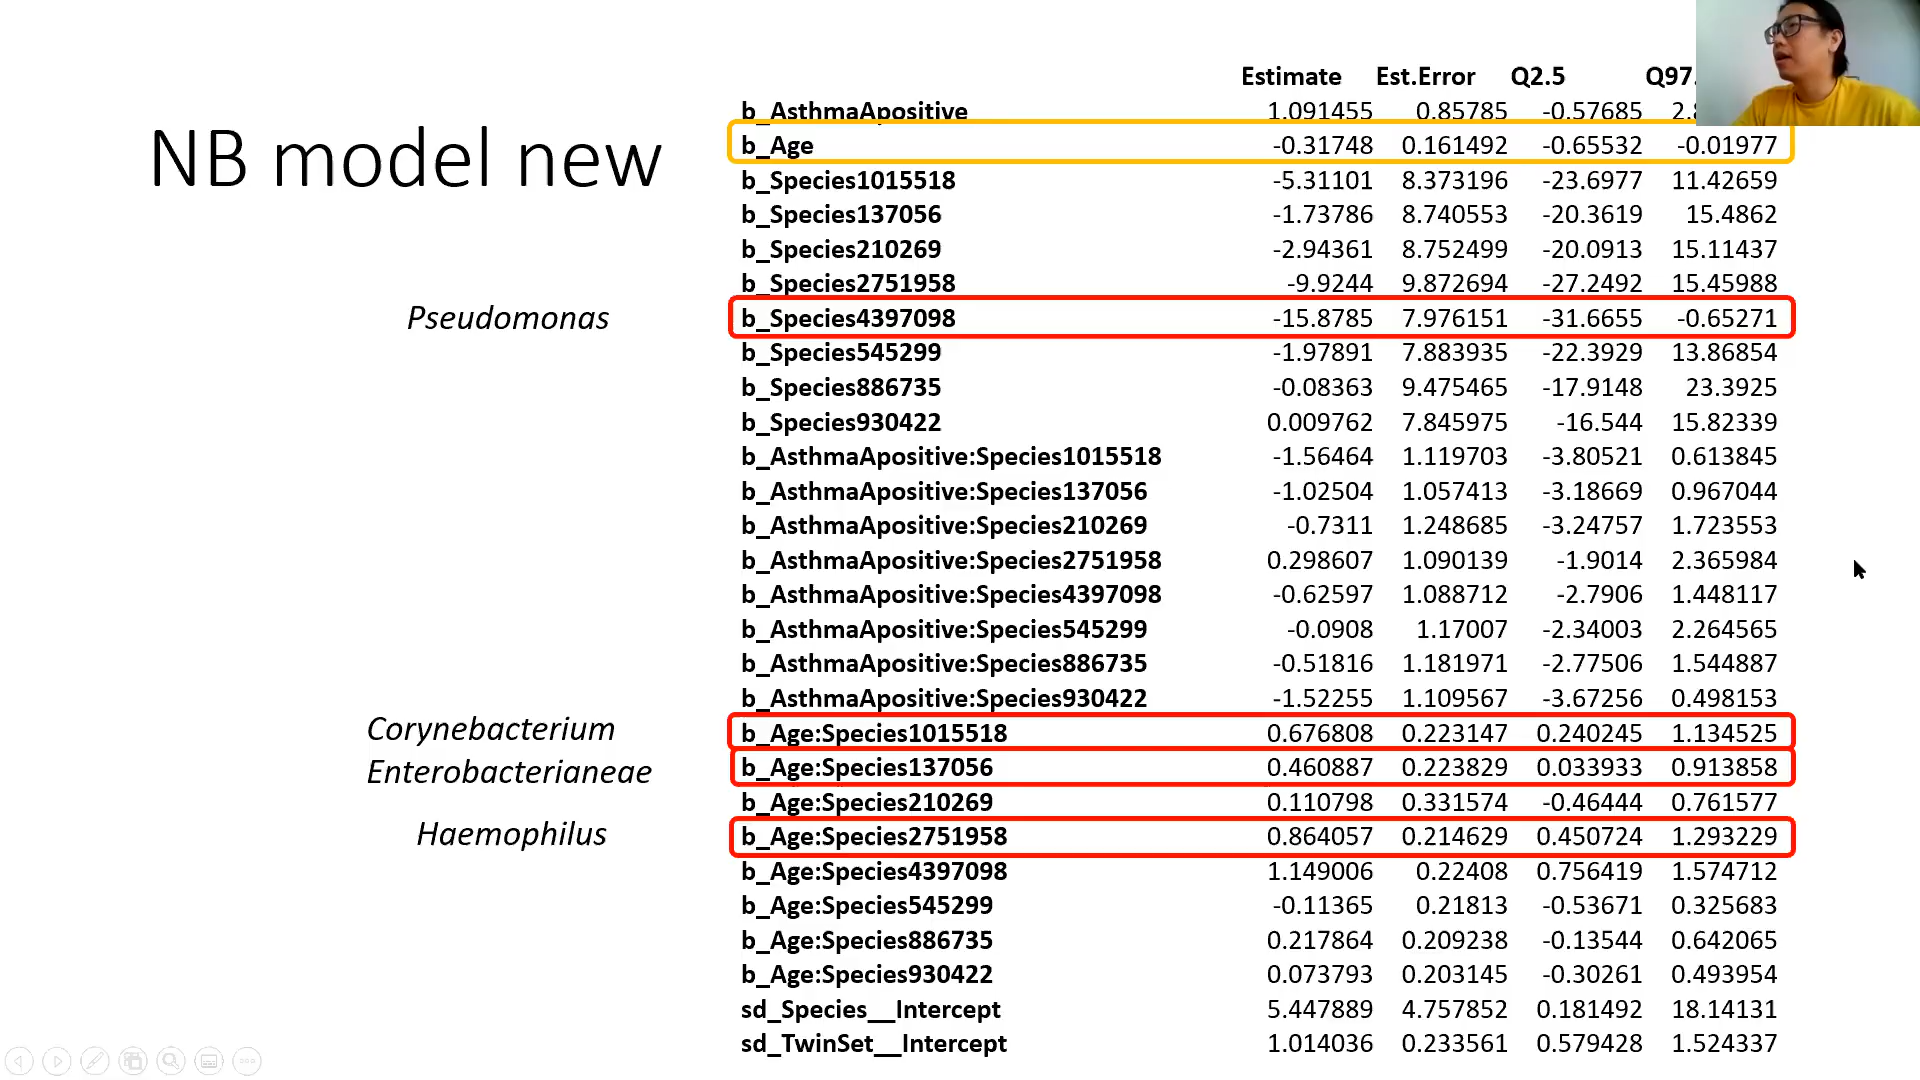 NB model new
Estimate Est.Error Q2.5 Q97.
b_AsthmaApositive 1.091455 0.85785 -0.57685
b_Age -0.31748 0.161492 -0.65532 -0.01977
b_Species1015518 -5.31101 8.373196 -23.6977 11.42659
b_Species137056 -1.73786 8.740553 -20.3619 15.4862
b_Species210269 -2.94361 8.752499 -20.0913 15.11437
b_Species2751958 -9.9244 9.872694 -27.2492 15.45988
Pseudomonas b_Species4397098 -15.8785 7.976151 -31.6655 -0.65271
b_Species545299 -1.97891 7.883935 -22.3929 13.86854
b_Species886735 -0.08363 9.475465 -17.9148 23.3925
b_Species930422 0.009762 7.845975 -16.544 15.82339
b_AsthmaApositive:Species1015518 -1.56464 1.119703 -3.80521 0.613845
b_AsthmaApositive:Species137056 -1.02504 1.057413 -3.18669 0.967044
b_AsthmaApositive:Species210269 -0.7311 1.248685 -3.24757 1.723553
b_AsthmaApositive:Species2751958 0.298607 1.090139 -1.9014 2.365984
b_AsthmaApositive:Species4397098 -0.62597 1.088712 -2.7906 1.448117
b_AsthmaApositive:Species545299 -0.0908 1.17007 -2.34003 2.264565
b_AsthmaApositive:Species886735 -0.51816 1.181971 -2.77506 1.544887
b_AsthmaApositive:Species930422 -1.52255 1.109567 -3.67256 0.498153
Corynebacterium b_Age:Species1015518 0.676808 0.223147 0.240245 1.134525
Enterobacterianeae b_Age:Species137056 0.460887 0.223829 0.033933 0.913858
b_Age:Species210269 0.110798 0.331574 -0.46444 0.761577
Haemophilus b_Age:Species2751958 0.864057 0.214629 0.450724 1.293229
b_Age:Species4397098 1.149006 0.22408 0.756419 1.574712
b_Age:Species545299 -0.11365 0.21813 -0.53671 0.325683
b_Age:Species886735 0.217864 0.209238 -0.13544 0.642065
b_Age:Species930422 0.073793 0.203145 -0.30261 0.493954
sd_Species__Intercept 5.447889 4.757852 0.181492 18.14131
sd_TwinSet__Intercept 1.014036 0.233561 0.579428 1.524337